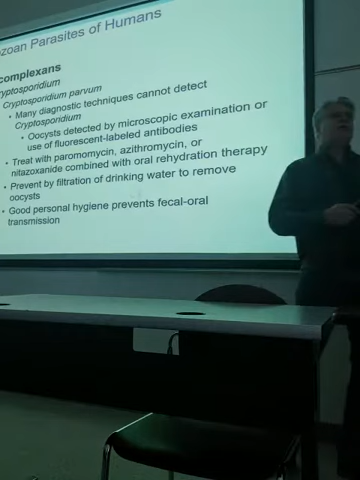 zoan Parasites of Humans
complexans
ryptosporidium
Cryptosporidium parvum
• Many diagnostic techniques cannot detect
Cryptosporidium
• Oocysts detected by microscopic examination or
use of fluorescent-labeled antibodies
• Treat with paromomycin, azithromycin, or
nitazoxanide combined with oral rehydration therapy
• Prevent by filtration of drinking water to remove
oocysts
• Good personal hygiene prevents fecal-oral
transmission